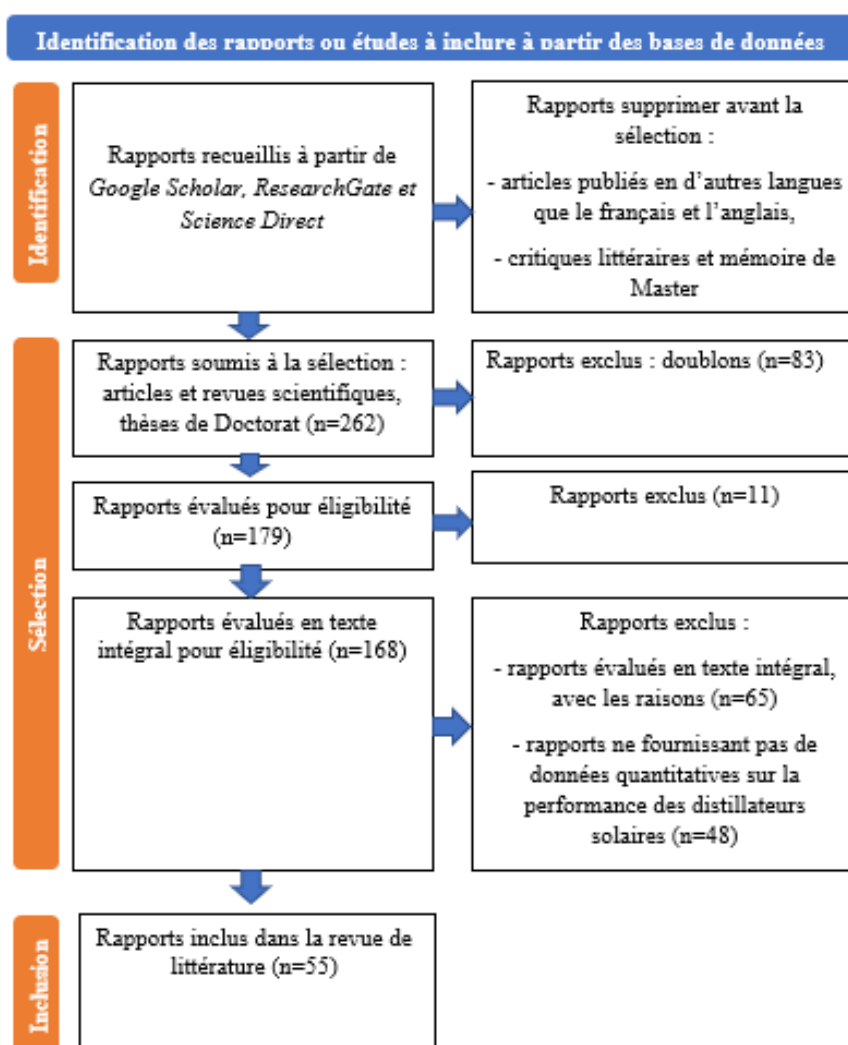 Identification des rapports ou études à inclure à partir des bases de données
Identification
Rapports recueillis à partir de
Google Scholar, ResearchGate et
Science Direct
Rapports supprimer avant la
sélection :
- articles publiés en d’autres langues
que le français et l’anglais,
- critiques littéraires et mémoire de
Master
Sélection
Rapports soumis à la sélection :
articles et revues scientifiques,
thèses de Doctorat (n=262)
Rapports exclus : doublons (n=83)
Rapports évalués pour éligibilité
(n=179)
Rapports exclus (n=11)
Rapports évalués en texte
intégral pour éligibilité (n=168)
Rapports exclus :
- rapports évalués en texte intégral,
avec les raisons (n=65)
- rapports ne fournissant pas de
données quantitatives sur la
performance des distillateurs
solaires (n=48)
Inclusion
Rapports inclus dans la revue de
littérature (n=55)